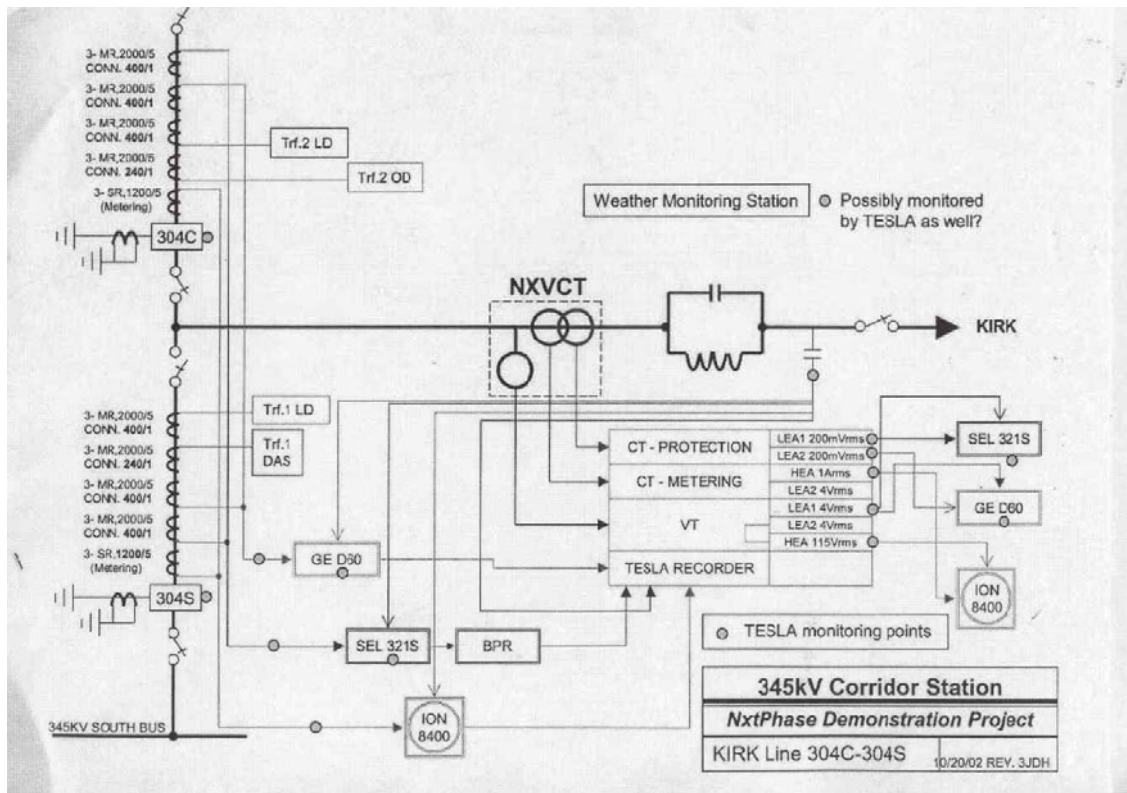 3- MR,2000/5
CONN. 400/1
3- MR,2000/5
CONN. 400/1
3- MR,2000/5
CONN. 400/1
3- MR,2000/5
CONN. 240/1
3- SR,1200/5
(Metering)
304C
Trf.2 LD
Trf.2 OD
Weather Monitoring Station
Possibly monitored
by TESLA as well?
NXVCT
KIRK
3- MR,2000/5
CONN. 400/1
3- MR,2000/5
CONN. 240/1
3- MR,2000/5
CONN. 400/1
3- MR,2000/5
CONN. 400/1
3- SR.1200/5
(Metering)
304S
Trf.1 LD
Trf.1
DAS
CT - PROTECTION
CT - METERING
VT
TESLA RECORDER
LEA1 200mVrms
LEA2 200mVrms
HEA 1Arms
LEA2 4Vrms
LEA1 4Vrms
LEA2 4Vrms
HEA 115Vrms
SEL 321S
GE D60
ION
8400
GE D60
SEL 321S
BPR
ION
8400
345KV SOUTH BUS
TESLA monitoring points
345kV Corridor Station
NxtPhase Demonstration Project
KIRK Line 304C-304S
10/20/02 REV. 3JDH